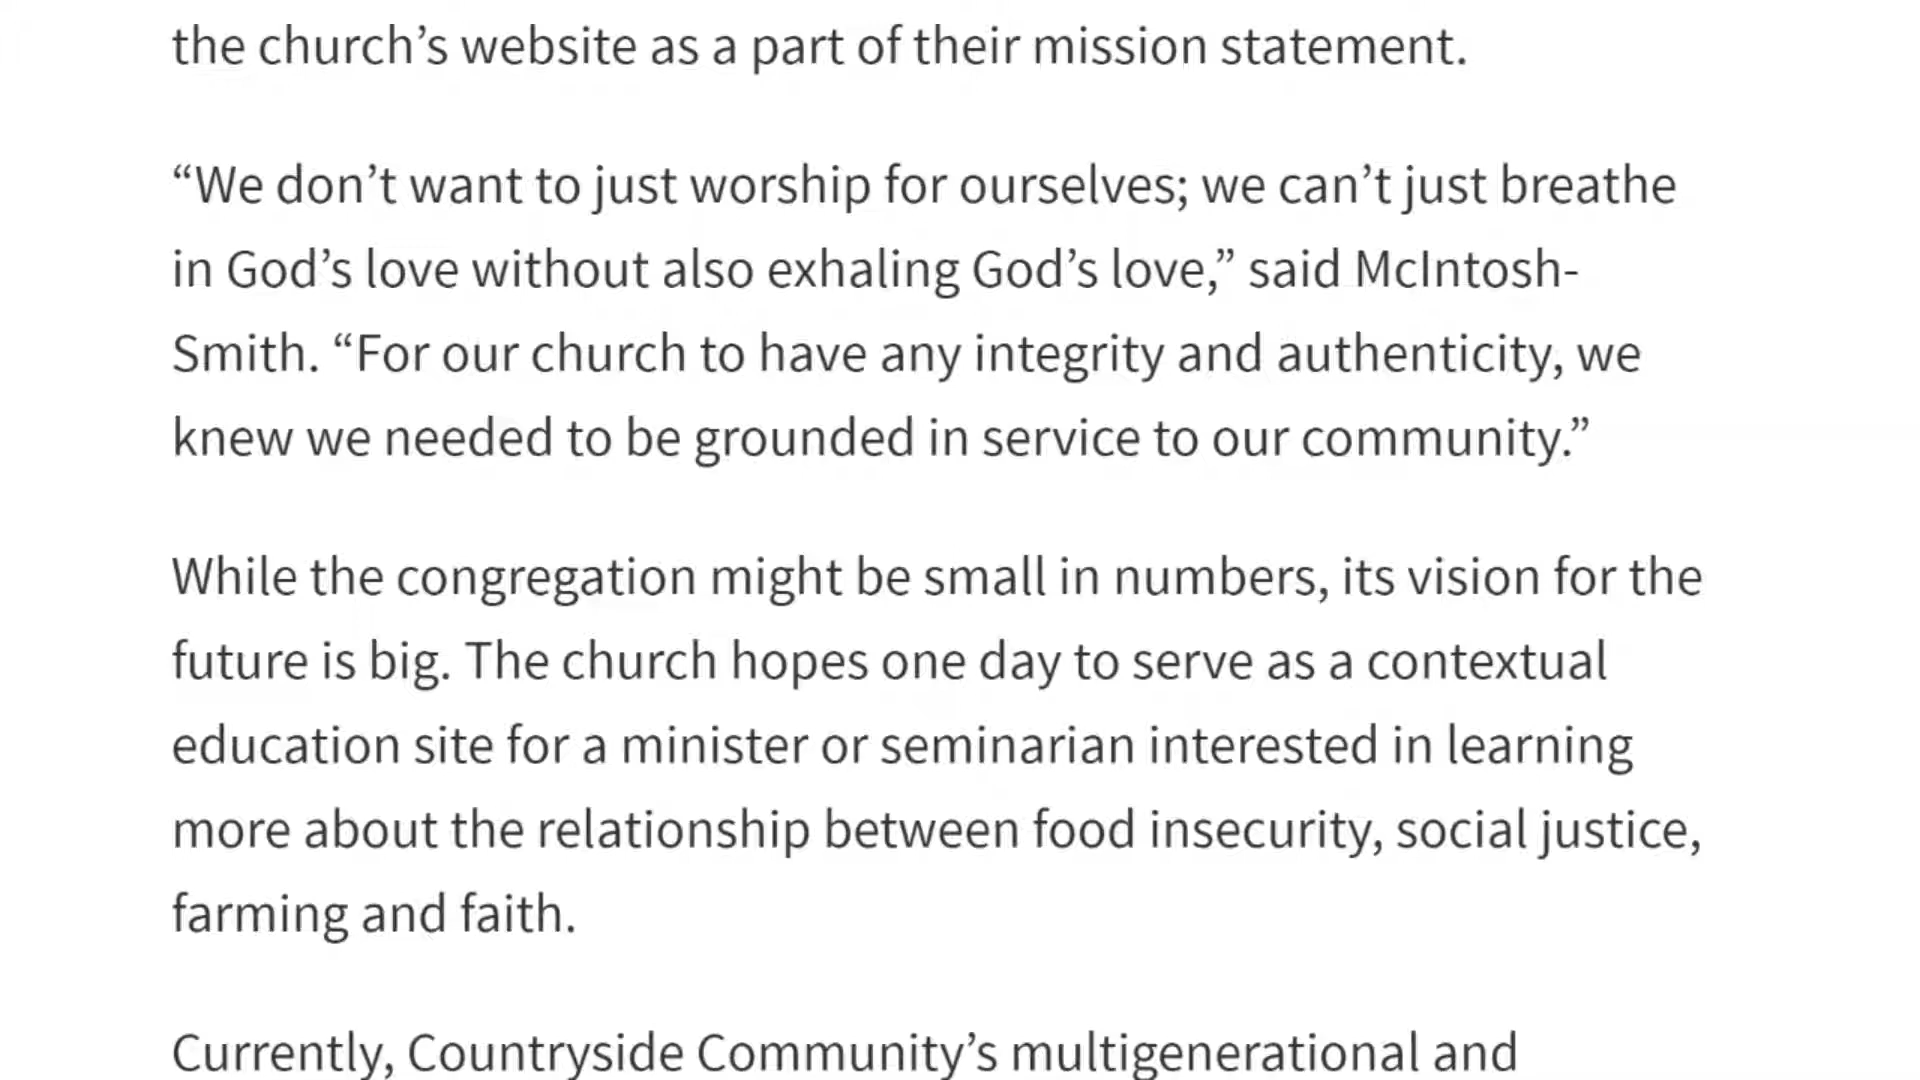 the church’s website as a part of their mission statement.
“We don’t want to just worship for ourselves; we can’t just breathe
in God’s love without also exhaling God’s love,” said McIntosh-
Smith. “For our church to have any integrity and authenticity, we
knew we needed to be grounded in service to our community.”
While the congregation might be small in numbers, its vision for the
future is big. The church hopes one day to serve as a contextual
education site for a minister or seminarian interested in learning
more about the relationship between food insecurity, social justice,
farming and faith.
Currently, Countryside Community’s multigenerational and